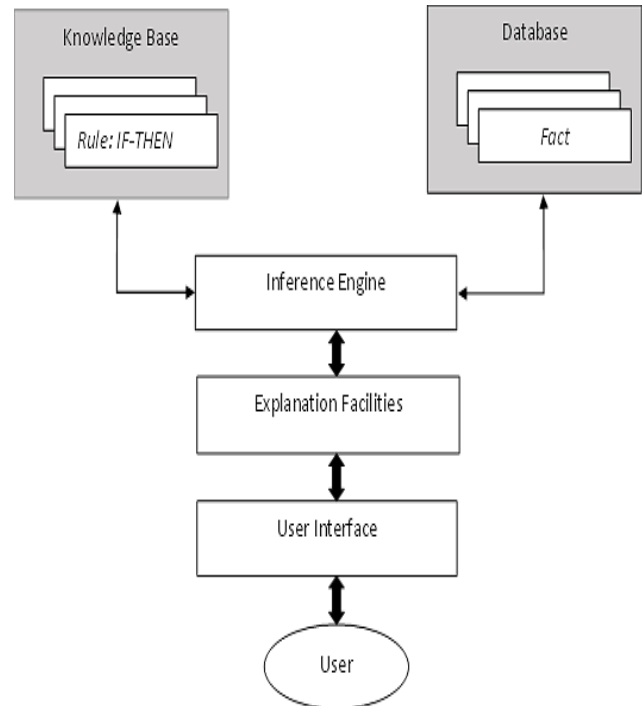 Knowledge Base
Rule: IF-THEN
Database
Fact
Inference Engine
Explanation Facilities
User Interface
User